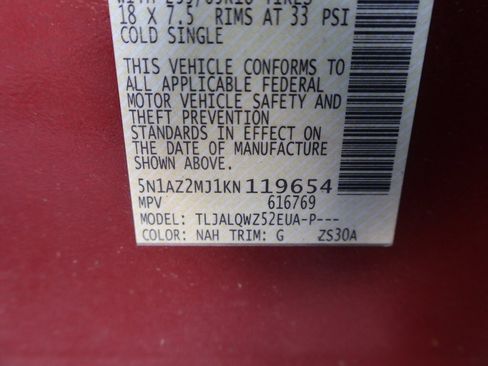 18 X 7.5 RIMS AT 33 PSI
COLD SINGLE
THIS VEHICLE CONFORMS TO
ALL APPLICABLE FEDERAL
MOTOR VEHICLE SAFETY AND
THEFT PREVENTION
STANDARDS IN EFFECT ON
THE DATE OF MANUFACTURE
SHOWN ABOVE.
5N1AZ2MJ1KN119654
MPV 616769
MODEL: TLJALQWZ52EUA-P---
COLOR: NAH TRIM: G ZS30A